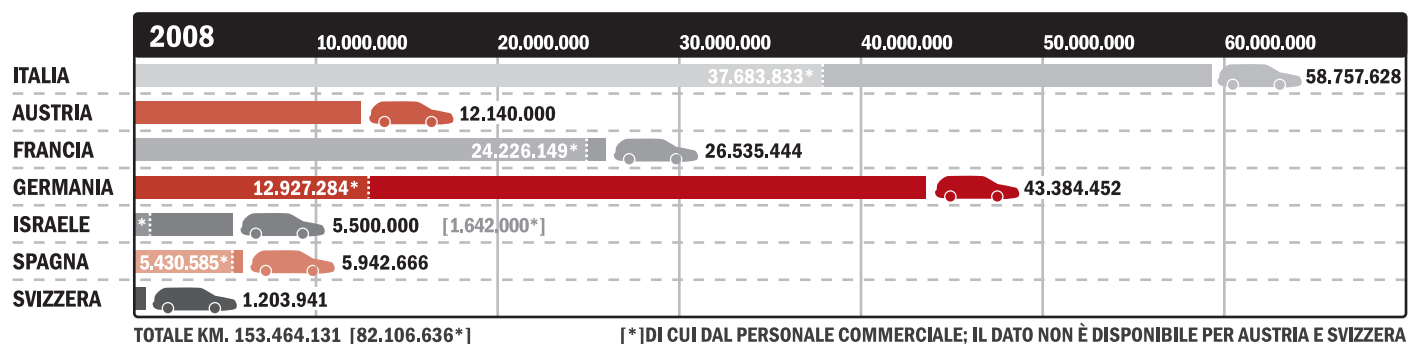 2008 10.000.000 20.000.000 30.000.000 40.000.000 50.000.000 60.000.000
ITALIA 37.683.833* 58.757.628
AUSTRIA 12.140.000
FRANCIA 24.226.149* 26.535.444
GERMANIA 12.927.284* 43.384.452
ISRAELE * 5.500.000 [1.642.000*]
SPAGNA 5.430.585* 5.942.666
SVIZZERA 1.203.941
TOTALE KM. 153.464.131 [82.106.636*] [*]DI CUI DAL PERSONALE COMMERCIALE; IL DATO NON È DISPONIBILE PER AUSTRIA E SVIZZERA